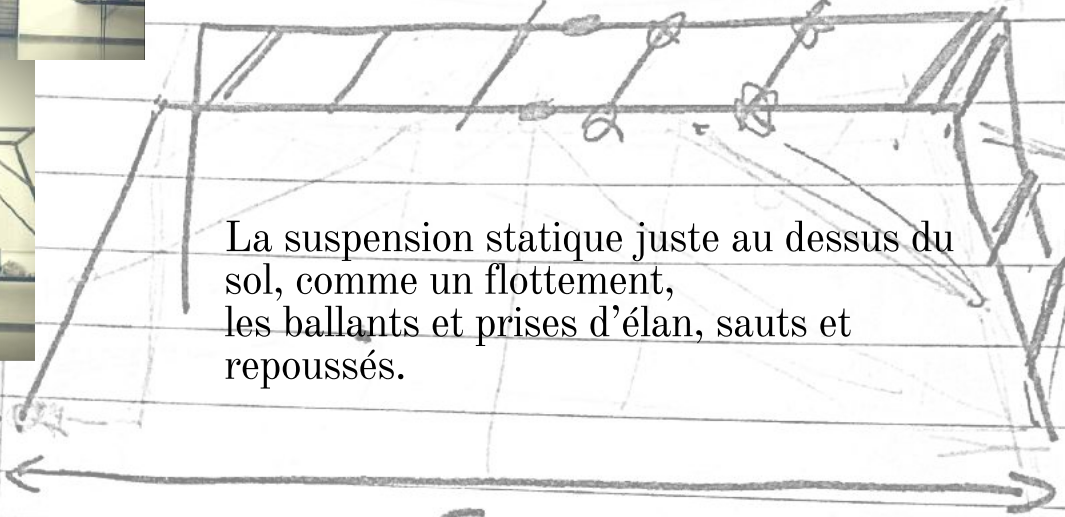 La suspension statique juste au dessus du
sol, comme un flottement,
les ballants et prises d’élan, sauts et
repoussés.